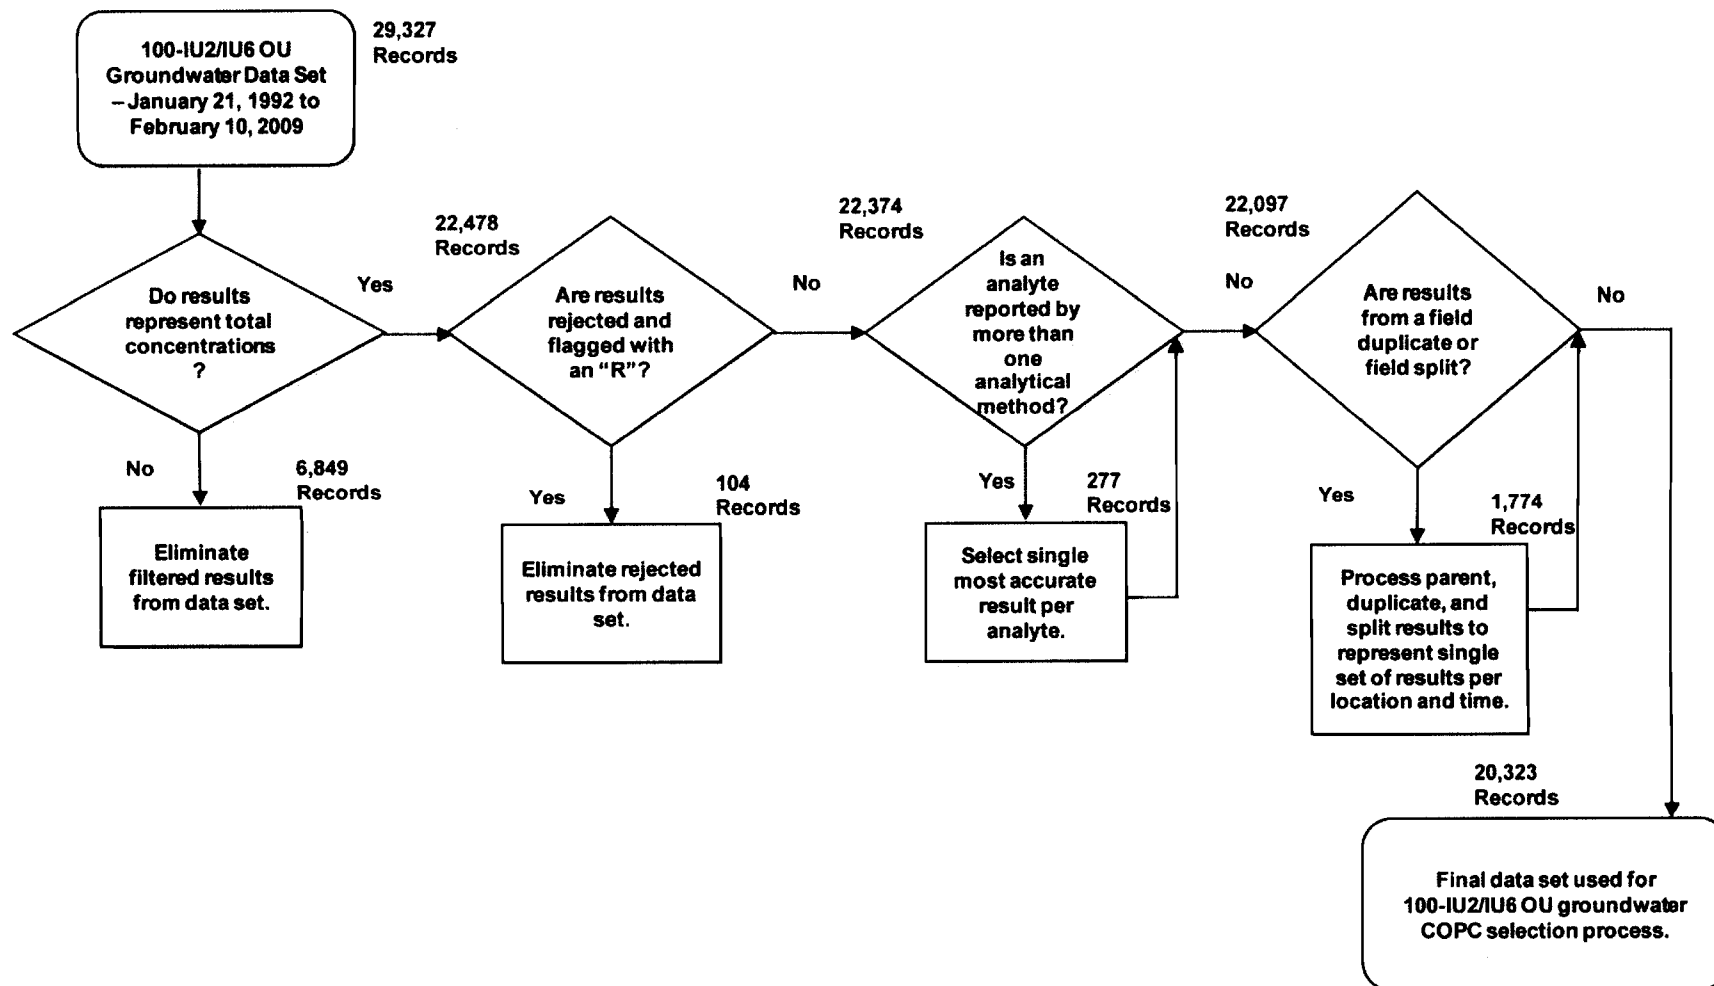 100-IU2/IU6 OU
Groundwater Data Set
– January 21, 1992 to
February 10, 2009
29,327
Records
Do results
represent total
concentrations
?
Yes
22,478
Records
Are results
rejected and
flagged with
an “R”?
No
22,374
Records
Is an
analyte
reported by
more than
one
analytical
method?
No
22,097
Records
Are results
from a field
duplicate or
field split?
No
No
6,849
Records
Eliminate
filtered results
from data set.
Yes
104
Records
Eliminate rejected
results from data
set.
Yes
277
Records
Select single
most accurate
result per
analyte.
Yes
1,774
Records
Process parent,
duplicate, and
split results to
represent single
set of results per
location and time.
20,323
Records
Final data set used for
100-IU2/IU6 OU groundwater
COPC selection process.